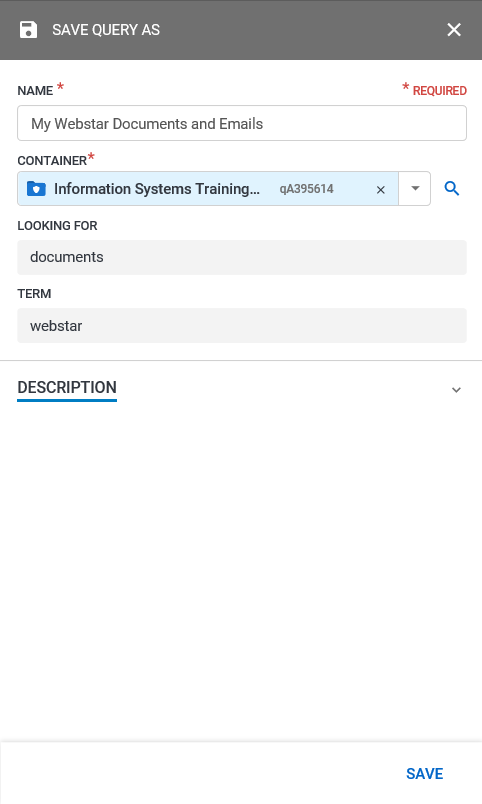 SAVE QUERY AS
NAME * * REQUIRED
My Webstar Documents and Emails
CONTAINER*
Information Systems Training... qA395614
LOOKING FOR
documents
TERM
webstar
DESCRIPTION
SAVE